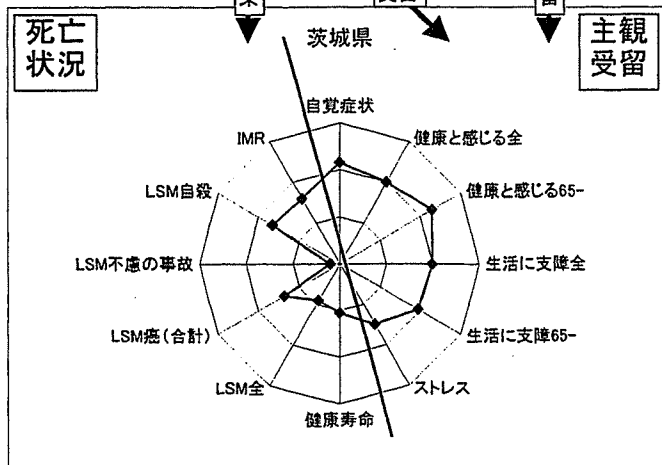 死亡
状況
茨城県
主観
受留
自覚症状
IMR
健康と感じる全
LSM自殺
健康と感じる65-
LSM不慮の事故
生活に支障全
LSM癌(合計)
生活に支障65-
LSM全
ストレス
健康寿命